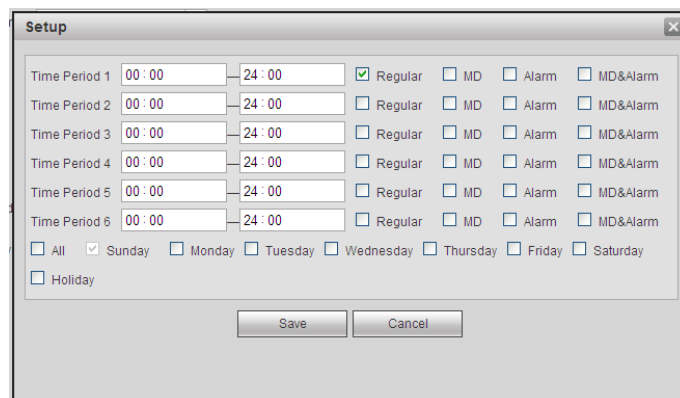 Setup
Time Period 1 00:00 — 24:00 Regular MD Alarm MD&Alarm
Time Period 2 00:00 — 24:00 Regular MD Alarm MD&Alarm
Time Period 3 00:00 — 24:00 Regular MD Alarm MD&Alarm
Time Period 4 00:00 — 24:00 Regular MD Alarm MD&Alarm
Time Period 5 00:00 — 24:00 Regular MD Alarm MD&Alarm
Time Period 6 00:00 — 24:00 Regular MD Alarm MD&Alarm
All Sunday Monday Tuesday Wednesday Thursday Friday Saturday
Holiday
Save Cancel